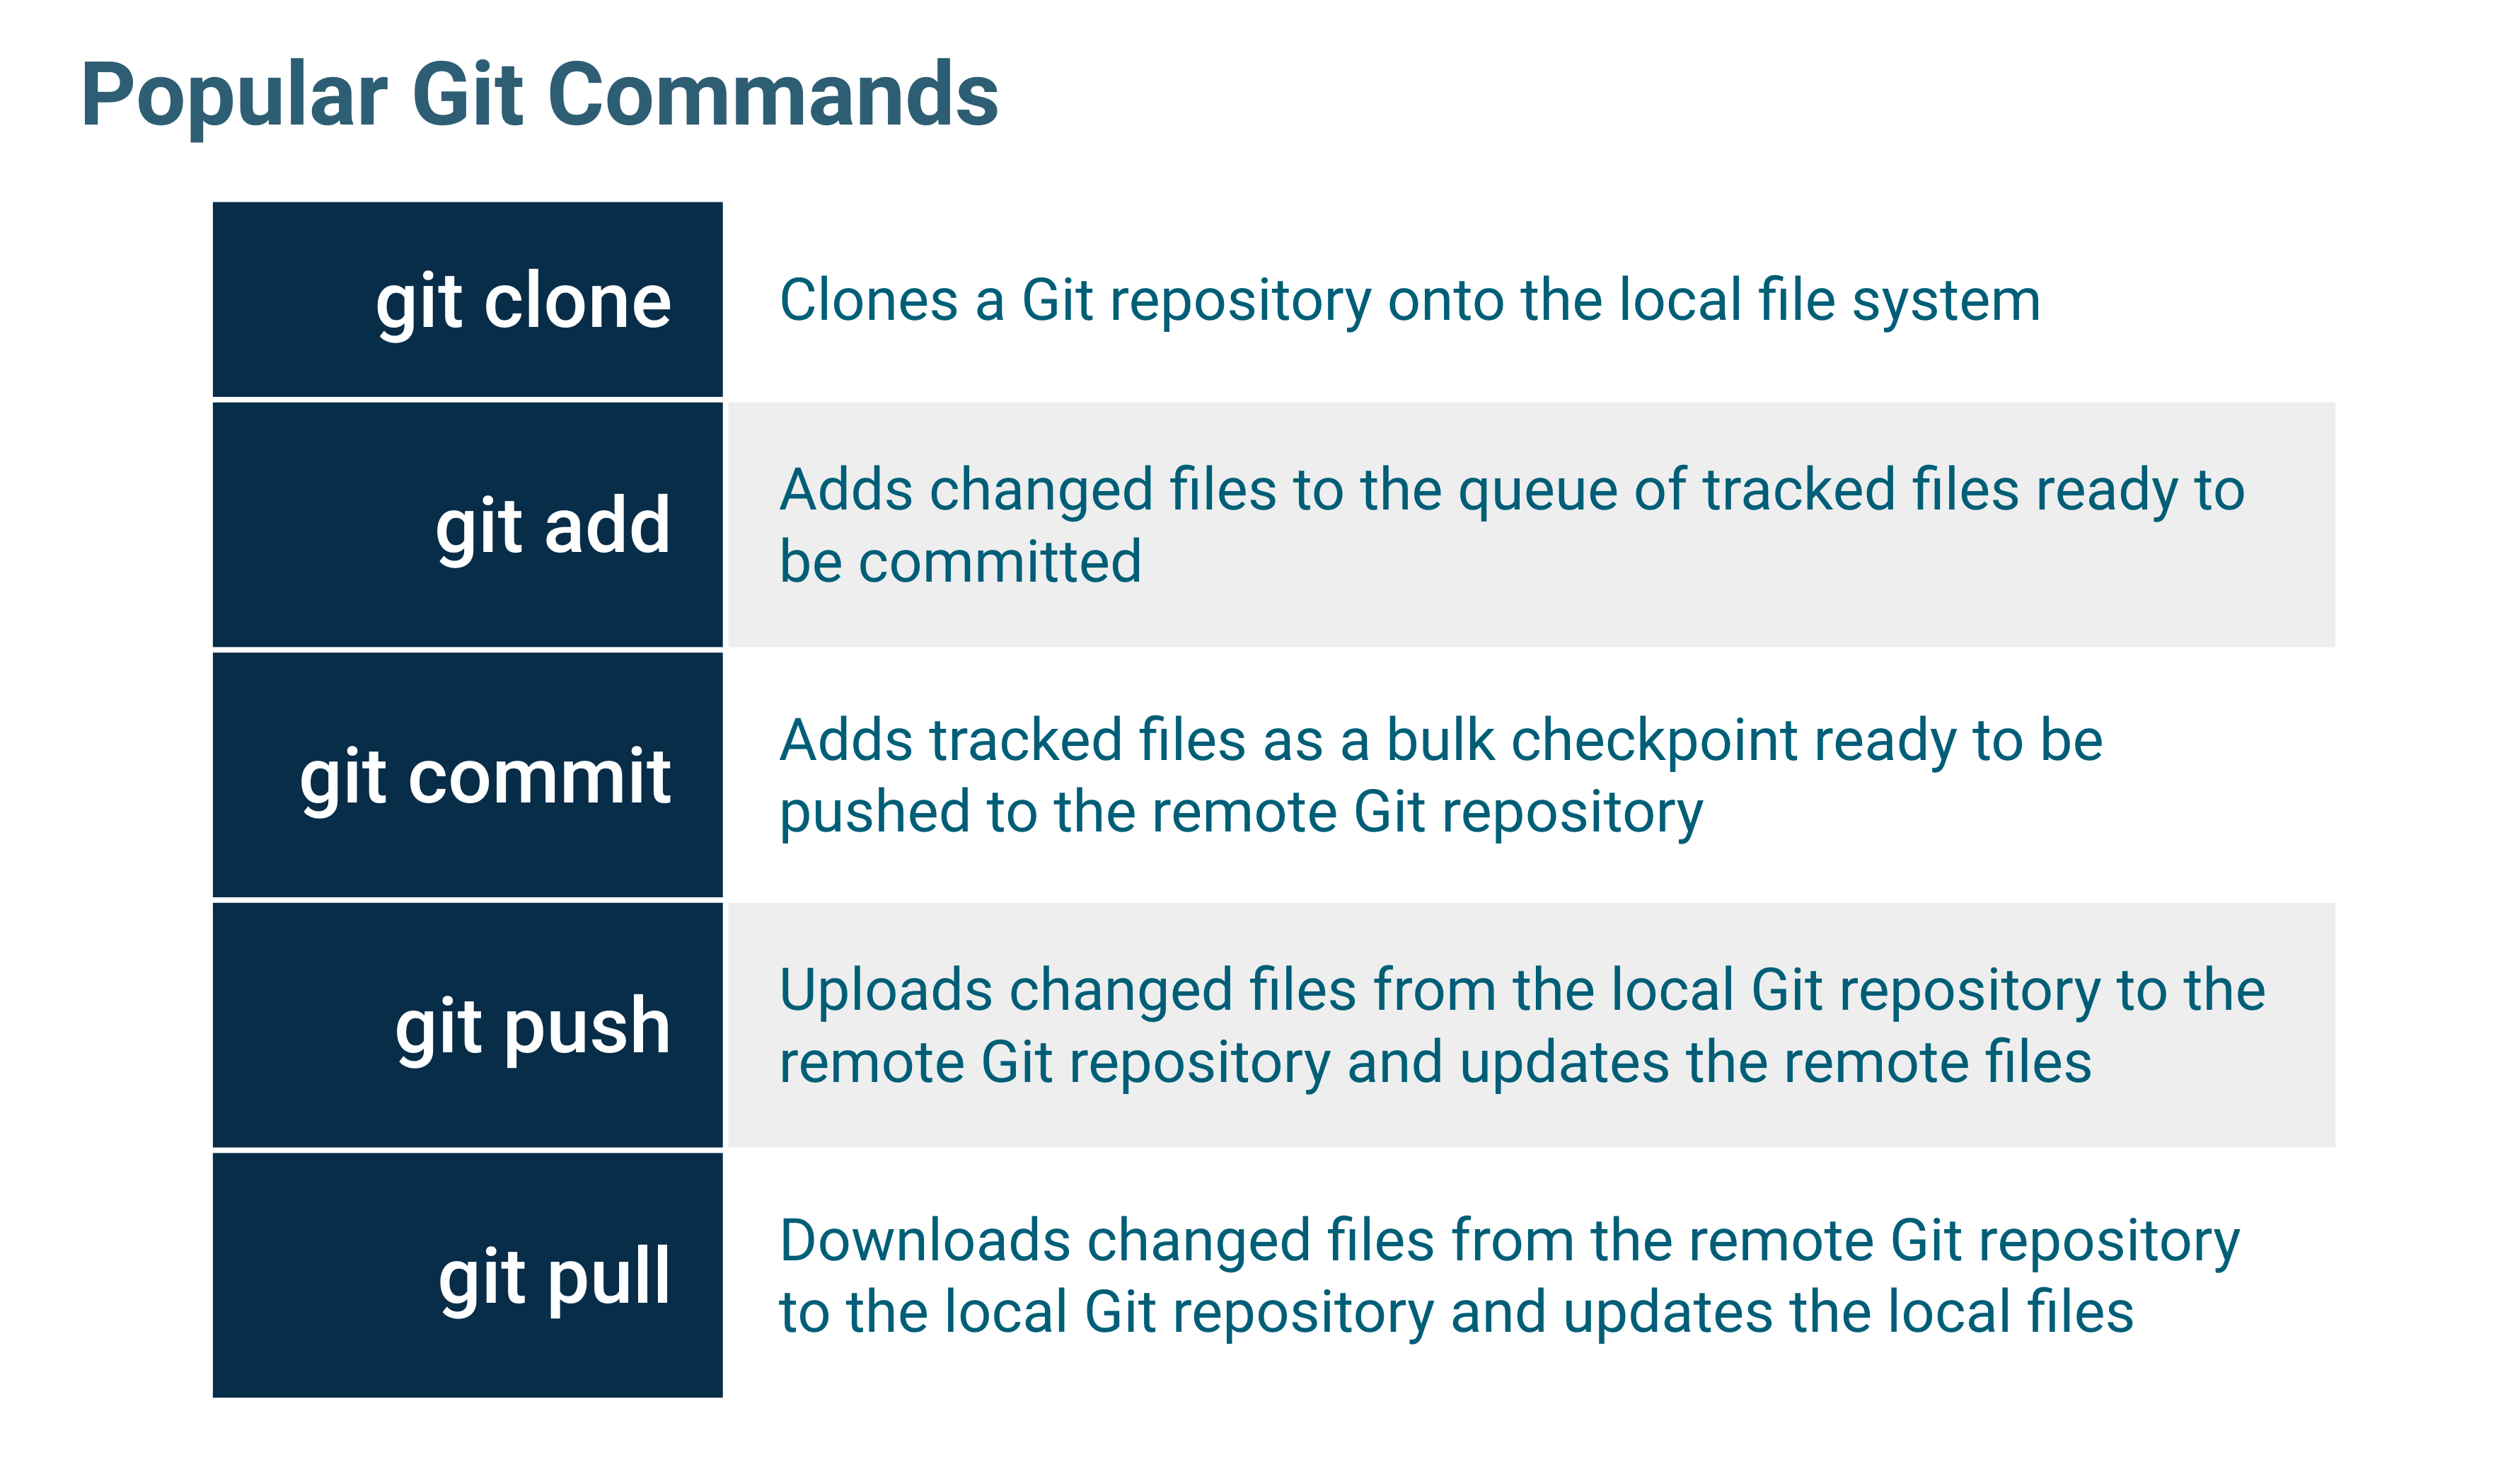 Popular Git Commands
git clone
Clones a Git repository onto the local file system
git add
Adds changed files to the queue of tracked files ready to
be committed
git commit
Adds tracked files as a bulk checkpoint ready to be
pushed to the remote Git repository
git push
Uploads changed files from the local Git repository to the
remote Git repository and updates the remote files
git pull
Downloads changed files from the remote Git repository
to the local Git repository and updates the local files